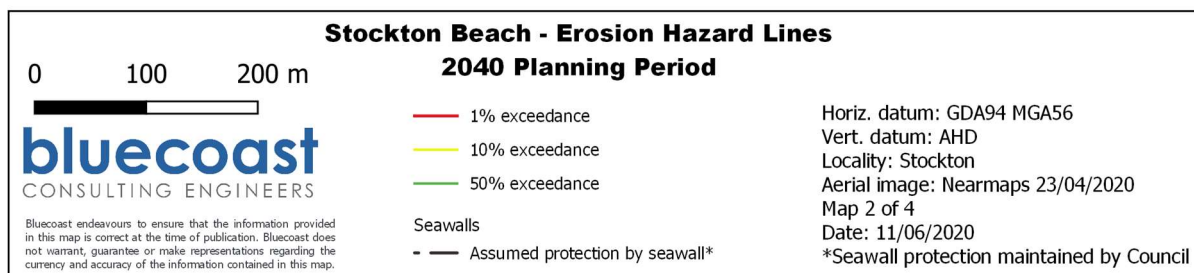 Stockton Beach - Erosion Hazard Lines
2040 Planning Period
0 100 200 m
bluecoast
CONSULTING ENGINEERS
Bluecoast endeavours to ensure that the information provided
in this map is correct at the time of publication. Bluecoast does
not warrant, guarantee or make representations regarding the
currency and accuracy of the information contained in this map.
1% exceedance
10% exceedance
50% exceedance
Seawalls
Assumed protection by seawall*
Horiz. datum: GDA94 MGA56
Vert. datum: AHD
Locality: Stockton
Aerial image: Nearmaps 23/04/2020
Map 2 of 4
Date: 11/06/2020
*Seawall protection maintained by Council